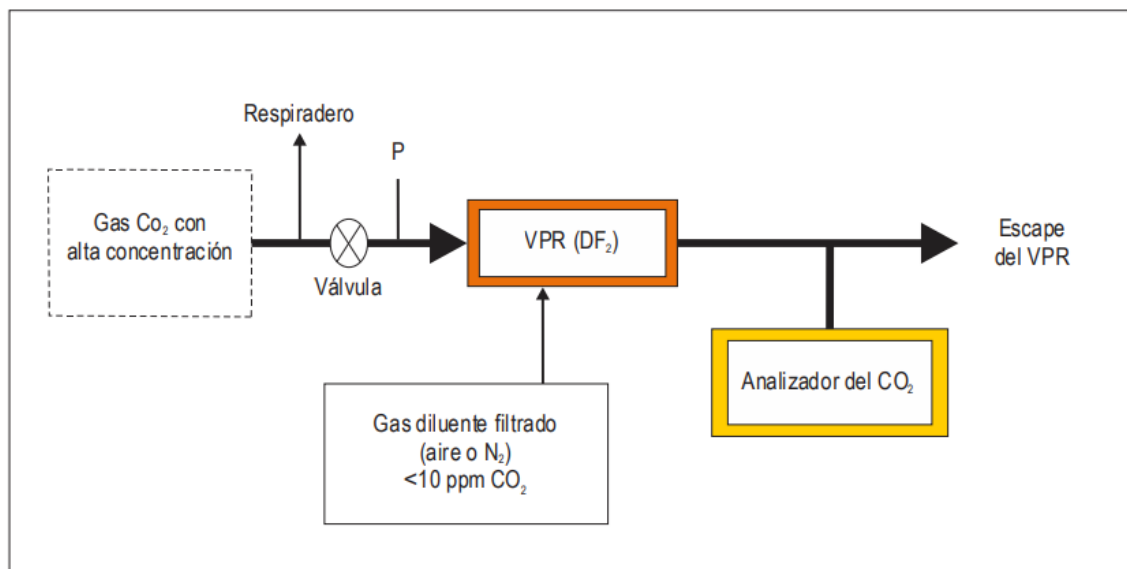 Respiradero
P
Gas Co₂ con
alta concentración
Válvula
VPR (DF₂)
Escape
del VPR
Analizador del CO₂
Gas diluente filtrado
(aire o N₂)
<10 ppm CO₂